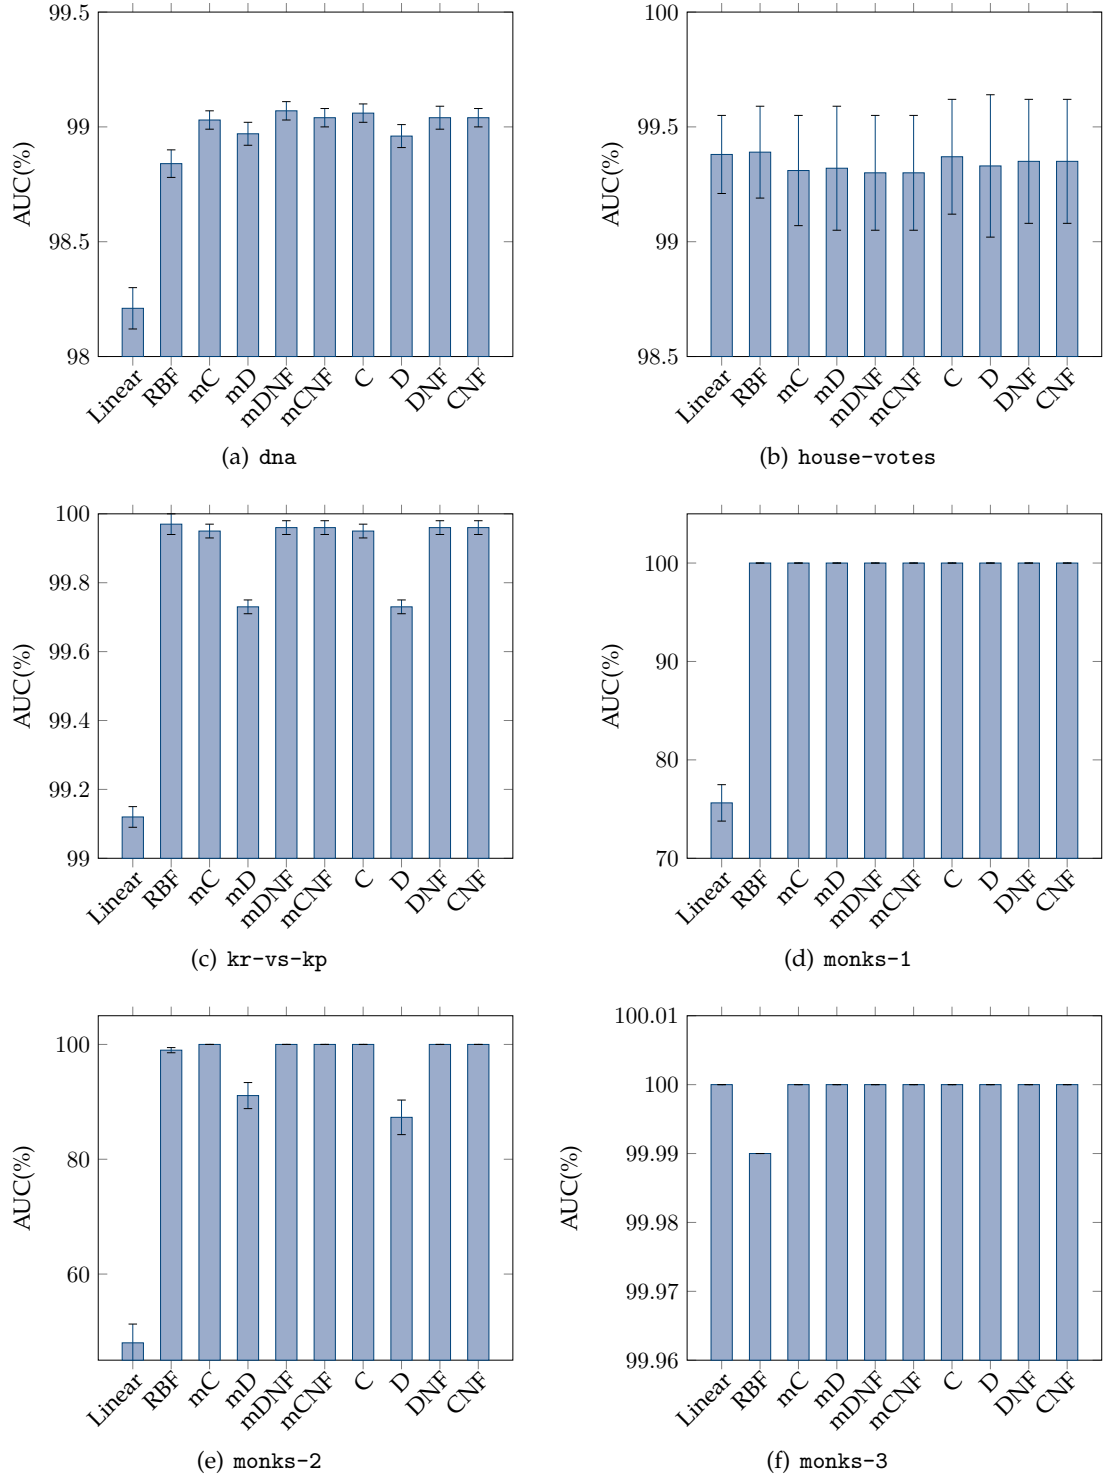 99.5
99
98.5
98
AUC(%)
Linear
RBF
mC
mD
mDNF
mCNF
C
D
DNF
CNF
(a) dna
100
99.5
99
98.5
AUC(%)
Linear
RBF
mC
mD
mDNF
mCNF
C
D
DNF
CNF
(b) house-votes
100
99.8
99.6
99.4
99.2
99
AUC(%)
Linear
RBF
mC
mD
mDNF
mCNF
C
D
DNF
CNF
(c) kr-vs-kp
100
90
80
70
AUC(%)
Linear
RBF
mC
mD
mDNF
mCNF
C
D
DNF
CNF
(d) monks-1
100
80
60
AUC(%)
Linear
RBF
mC
mD
mDNF
mCNF
C
D
DNF
CNF
(e) monks-2
100.01
100
99.99
99.98
99.97
99.96
AUC(%)
Linear
RBF
mC
mD
mDNF
mCNF
C
D
DNF
CNF
(f) monks-3